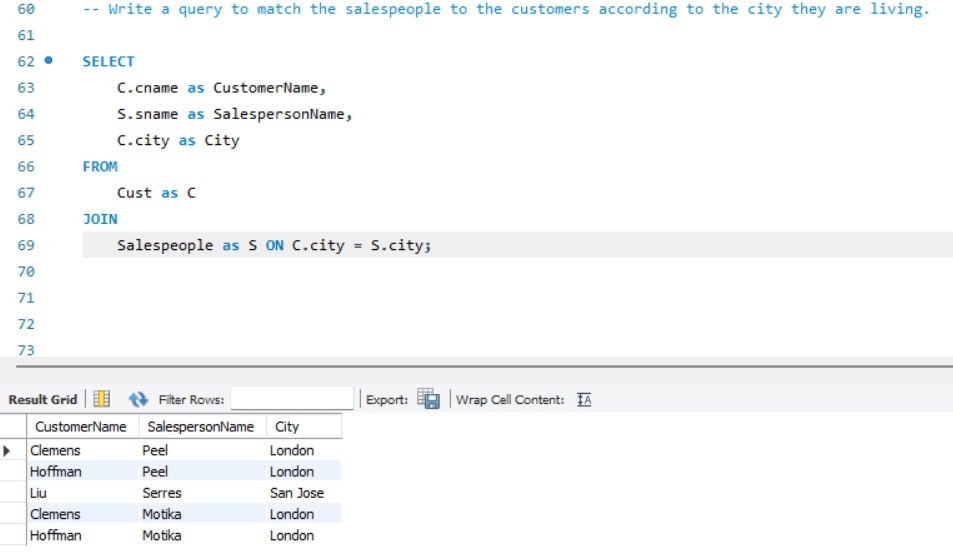 60 -- Write a query to match the salespeople to the customers according to the city they are living.
61
62 SELECT
63 C.cname as CustomerName,
64 S.sname as SalespersonName,
65 C.city as City
66 FROM
67 Cust as C
68 JOIN
69 Salespeople as S ON C.city = S.city;
70
71
72
73
Result Grid Filter Rows: Export: Wrap Cell Content: IA
CustomerName SalespersonName City
Clemens Peel London
Hoffman Peel London
Liu Serres San Jose
Clemens Motika London
Hoffman Motika London